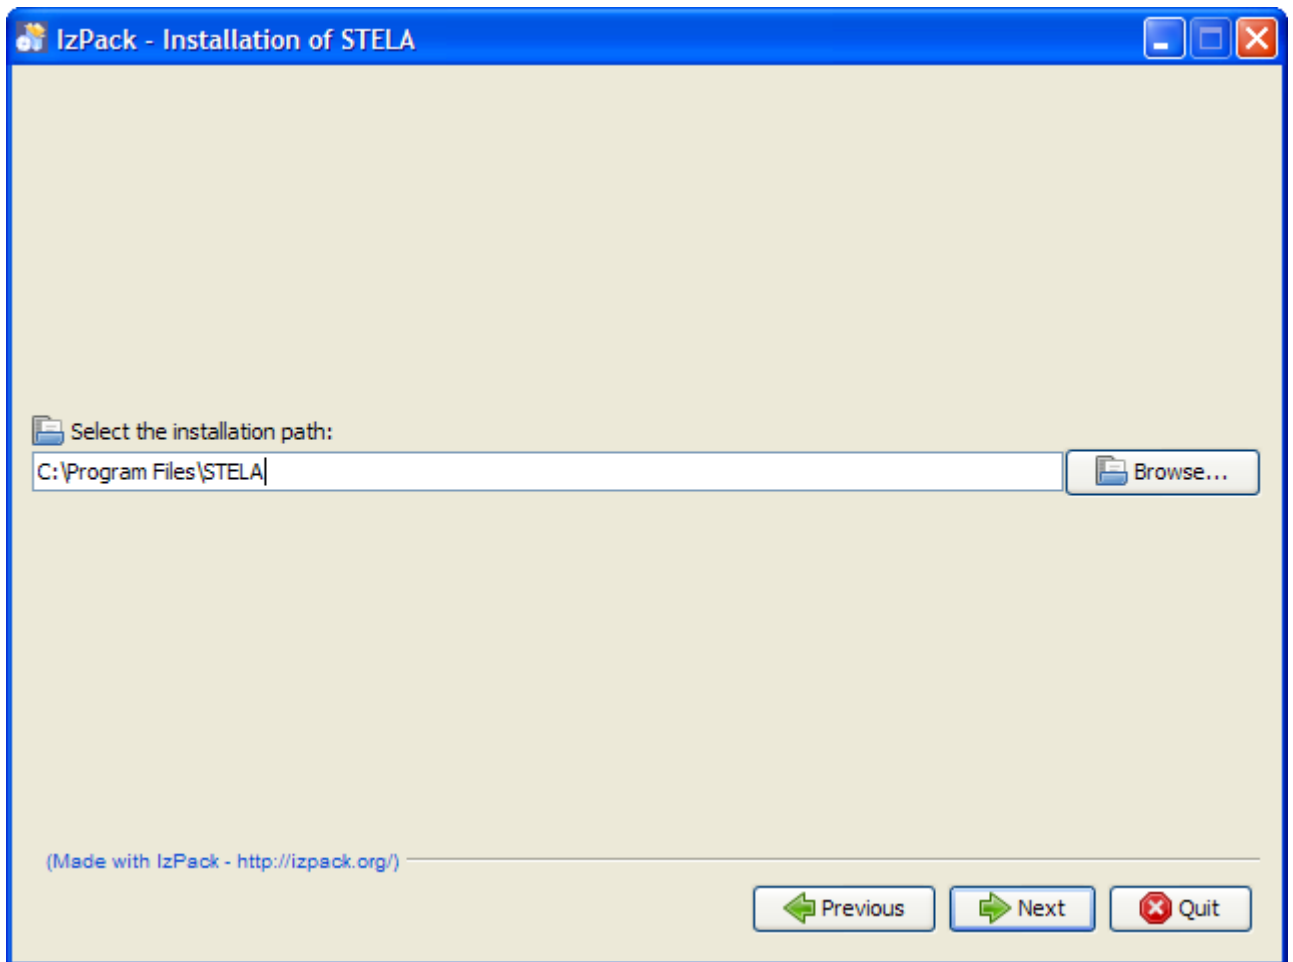 IzPack - Installation of STELA
Select the installation path:
C:\Program Files\STELA
Browse...
(Made with IzPack - http://izpack.org/)
Previous
Next
Quit